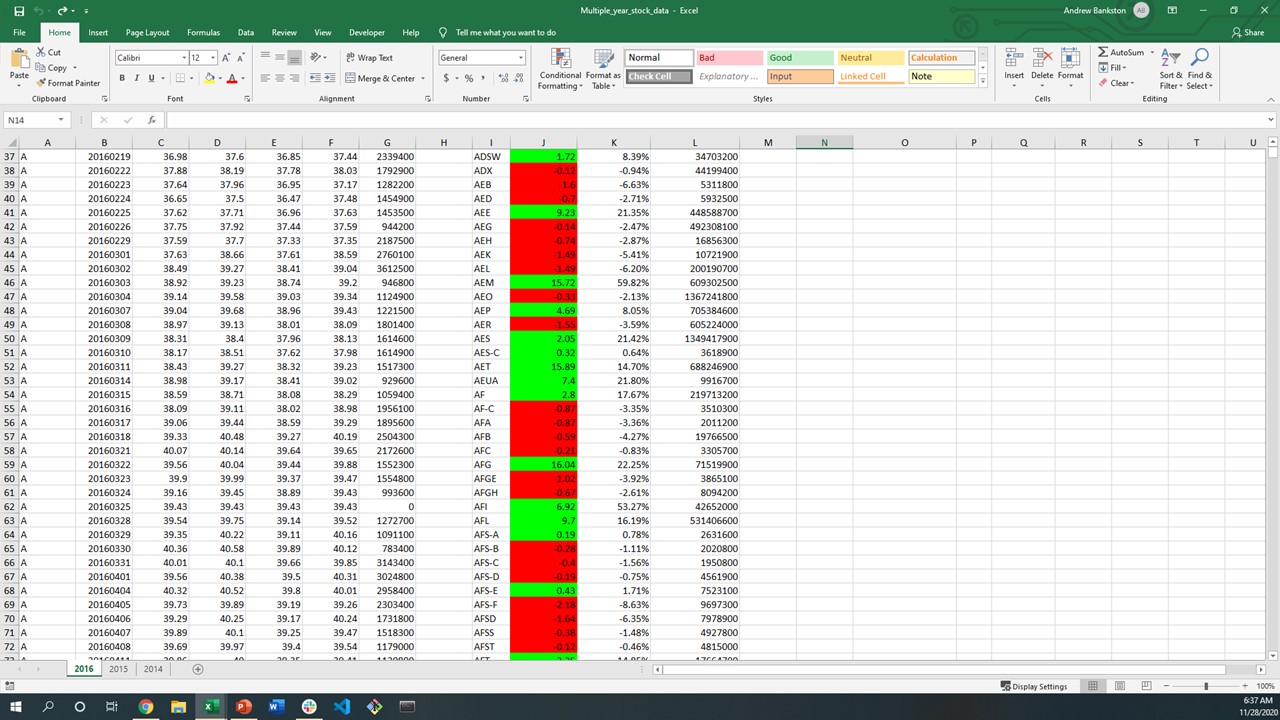 Multiple_year_stock_data - Excel
Andrew Bankston AB
File Home Insert Page Layout Formulas Data Review View Developer Help Tell me what you want to do Share
Paste Cut Copy Format Painter Clipboard
Calibri 12 B I U A Font
Wrap Text Merge & Center Alignment
General $ % , Number
Conditional Formatting Format as Table
Normal Bad Good Neutral Calculation
Check Cell Explanatory ... Input Linked Cell Note
Styles
Insert Delete Format Cells
AutoSum Fill Clear Sort & Filter Find & Select Editing
N14 fx
A B C D E F G H I J K L M N O P Q R S T U
37 A 20160219 36.98 37.6 36.85 37.44 2339400 ADSW 1.72 8.39% 34703200
38 A 20160222 37.88 38.19 37.78 38.03 1792900 ADX -0.12 -0.94% 44199400
39 A 20160223 37.64 37.96 36.95 37.17 1282200 AEB -1.6 -6.63% 5311800
40 A 20160224 36.65 37.5 36.47 37.48 1454900 AED -0.7 -2.71% 5932500
41 A 20160225 37.62 37.71 36.96 37.63 1453500 AEE 9.23 21.35% 448588700
42 A 20160226 37.75 37.92 37.44 37.59 944200 AEG -0.14 -2.47% 492308100
43 A 20160229 37.59 37.7 37.33 37.35 2187500 AEH -0.74 -2.87% 16856300
44 A 20160301 37.63 38.66 37.61 38.59 2760100 AEK -1.49 -5.41% 10721900
45 A 20160302 38.49 39.27 38.41 39.04 3612500 AEL -1.49 -6.20% 200190700
46 A 20160303 38.92 39.23 38.74 39.2 946800 AEM 15.72 59.82% 609302500
47 A 20160304 39.14 39.58 39.03 39.34 1124900 AEO -0.33 -2.13% 1367241800
48 A 20160307 39.04 39.68 38.96 39.43 1221500 AEP 4.69 8.05% 705384600
49 A 20160308 38.97 39.13 38.01 38.09 1801400 AER -1.55 -3.59% 605224000
50 A 20160309 38.31 38.4 37.96 38.13 1614600 AES 2.05 21.42% 1349417900
51 A 20160310 38.17 38.51 37.62 37.98 1614900 AES-C 0.32 0.64% 3618900
52 A 20160311 38.43 39.27 38.32 39.23 1517300 AET 15.89 14.70% 688246900
53 A 20160314 38.98 39.17 38.41 39.02 929600 AEUA 7.4 21.80% 9916700
54 A 20160315 38.59 38.71 38.08 38.29 1059400 AF 2.8 17.67% 219713200
55 A 20160316 38.09 39.11 38.02 38.98 1956100 AF-C -0.87 -3.35% 3510300
56 A 20160317 39.06 39.44 38.59 39.29 1895600 AFA -0.87 -3.36% 2011200
57 A 20160318 39.33 40.48 39.27 40.19 2504300 AFB -0.59 -4.27% 19766500
58 A 20160321 40.07 40.14 39.64 39.65 2172600 AFC -0.21 -0.83% 3305700
59 A 20160322 39.56 40.04 39.44 39.88 1552300 AFG 16.04 22.25% 71519900
60 A 20160323 39.9 39.99 39.37 39.47 1554800 AFGE -1.02 -3.92% 3865100
61 A 20160324 39.16 39.45 38.89 39.43 993600 AFGH -0.67 -2.61% 8094200
62 A 20160325 39.43 39.43 39.43 39.43 0 AFI 6.92 53.27% 42652000
63 A 20160328 39.54 39.75 39.14 39.52 1272700 AFL 9.7 16.19% 531406600
64 A 20160329 39.35 40.22 39.11 40.16 1091100 AFS-A 0.19 0.78% 2631600
65 A 20160330 40.36 40.58 39.89 40.12 783400 AFS-B -0.28 -1.11% 2020800
66 A 20160331 40.01 40.1 39.66 39.85 3143400 AFS-C -0.4 -1.56% 1950800
67 A 20160401 39.56 40.38 39.5 40.31 3024800 AFS-D -0.19 -0.75% 4561900
68 A 20160404 40.32 40.52 39.8 40.01 2958400 AFS-E 0.43 1.71% 7523100
69 A 20160405 39.73 39.89 39.19 39.26 2303400 AFS-F -2.18 -8.63% 9697300
70 A 20160406 39.29 40.25 39.17 40.24 1731800 AFSD -1.64 -6.35% 7978900
71 A 20160407 39.89 40.1 39.25 39.47 1518300 AFSS -0.38 -1.48% 4927800
72 A 20160408 39.69 39.97 39.4 39.54 1179000 AFST -0.12 -0.46% 4815000
2016 2015 2014
Display Settings 100%
6:37 AM
11/28/2020